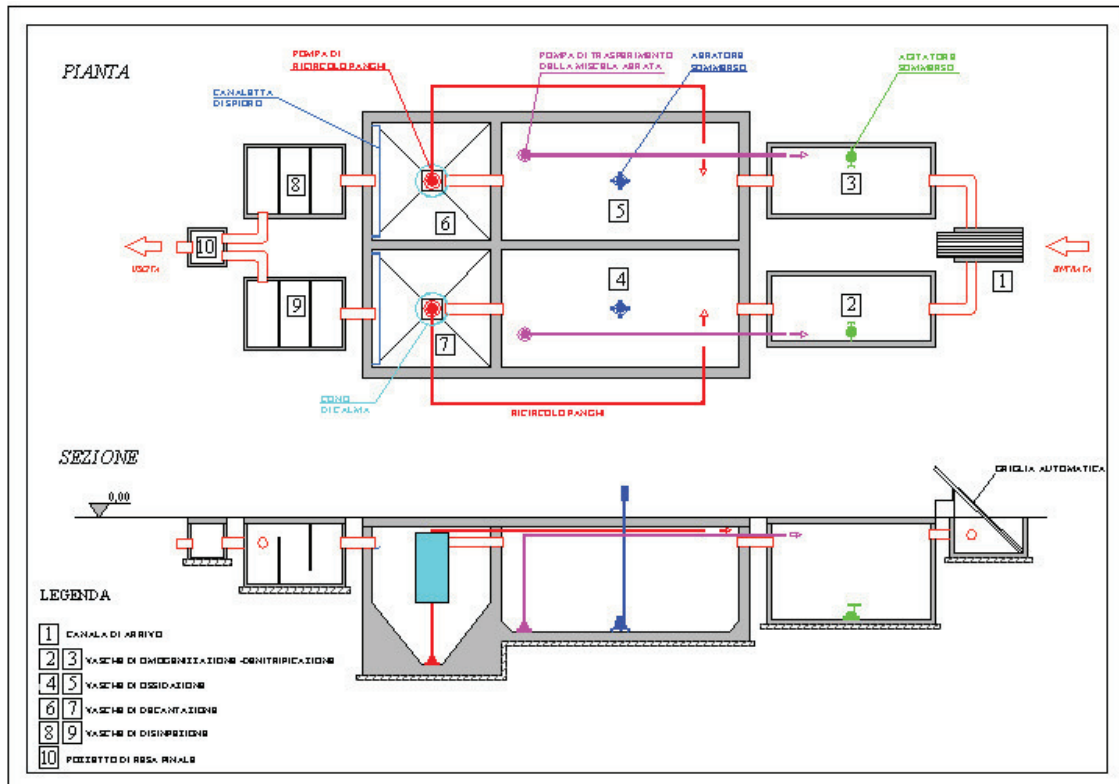 PIANTA
POMPA DI
RICIRCOLO FANGHI
POMPA DI TRASFERIMENTO
DELLA MISCELA AERATA
AERATORE
SOMMERSO
AGITATORE
SOMMERSO
CANALETTA
DI SFIORO
8
6
5
3
10
USCITA
1
ENTRATA
9
7
4
2
CONO
DI CALMA
RICIRCOLO FANGHI
SEZIONE
0,00
GRIGLIA AUTOMATICA
LEGENDA
1 CANALA DI ARRIVO
2 3 VASCHE DI OMOGENIZZAZIONE-DENITRIFICAZIONE
4 5 VASCHE DI OSSIDAZIONE
6 7 VASCHE DI DECANTAZIONE
8 9 VASCHE DI DISINFEZIONE
10 POZZETTO DI RESA FINALE